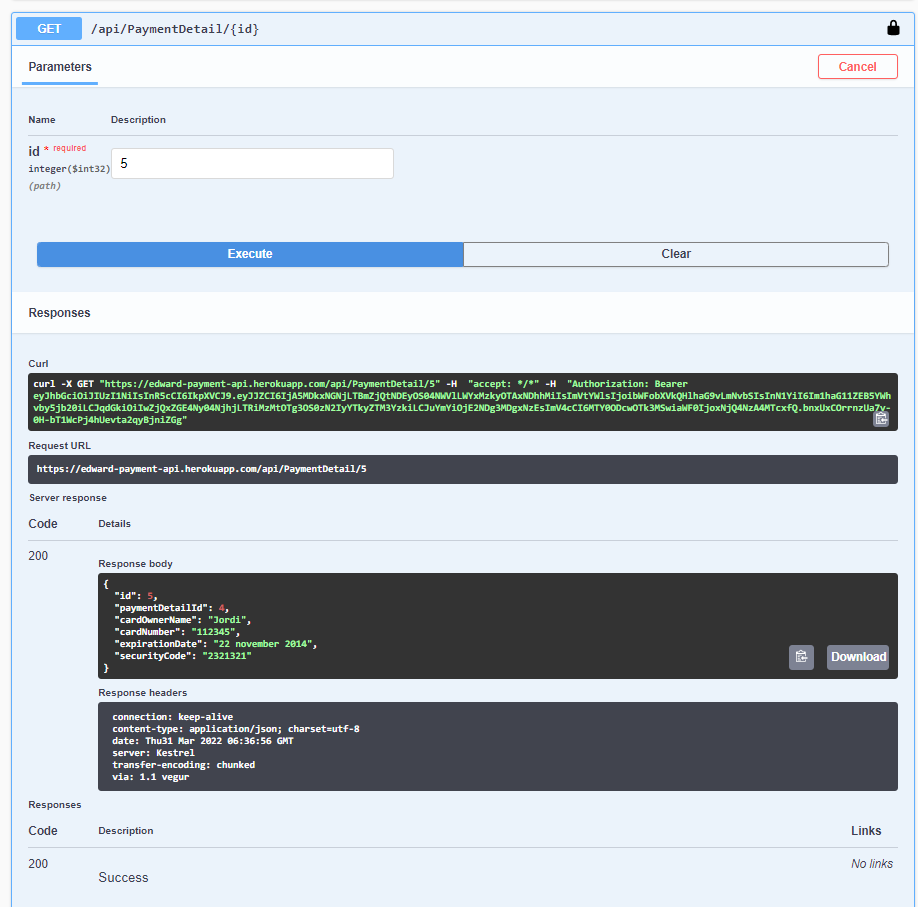 GET /api/PaymentDetail/{id}
Parameters Cancel
Name Description
id * required
integer($int32) 5
(path)
Execute Clear
Responses
Curl
curl -X GET "https://edward-payment-api.herokuapp.com/api/PaymentDetail/5" -H "accept: */*" -H "Authorization: Bearer
Request URL
https://edward-payment-api.herokuapp.com/api/PaymentDetail/5
Server response
Code Details
200
Response body
{
"id": 5,
"paymentDetailId": 4,
"cardOwnerName": "Jordi",
"cardNumber": "112345",
"expirationDate": "22 november 2014",
"securityCode": "2321321"
}
Download
Response headers
connection: keep-alive
content-type: application/json; charset=utf-8
date: Thu31 Mar 2022 06:36:56 GMT
server: Kestrel
transfer-encoding: chunked
via: 1.1 vegur
Responses
Code Description Links
200 No links
Success